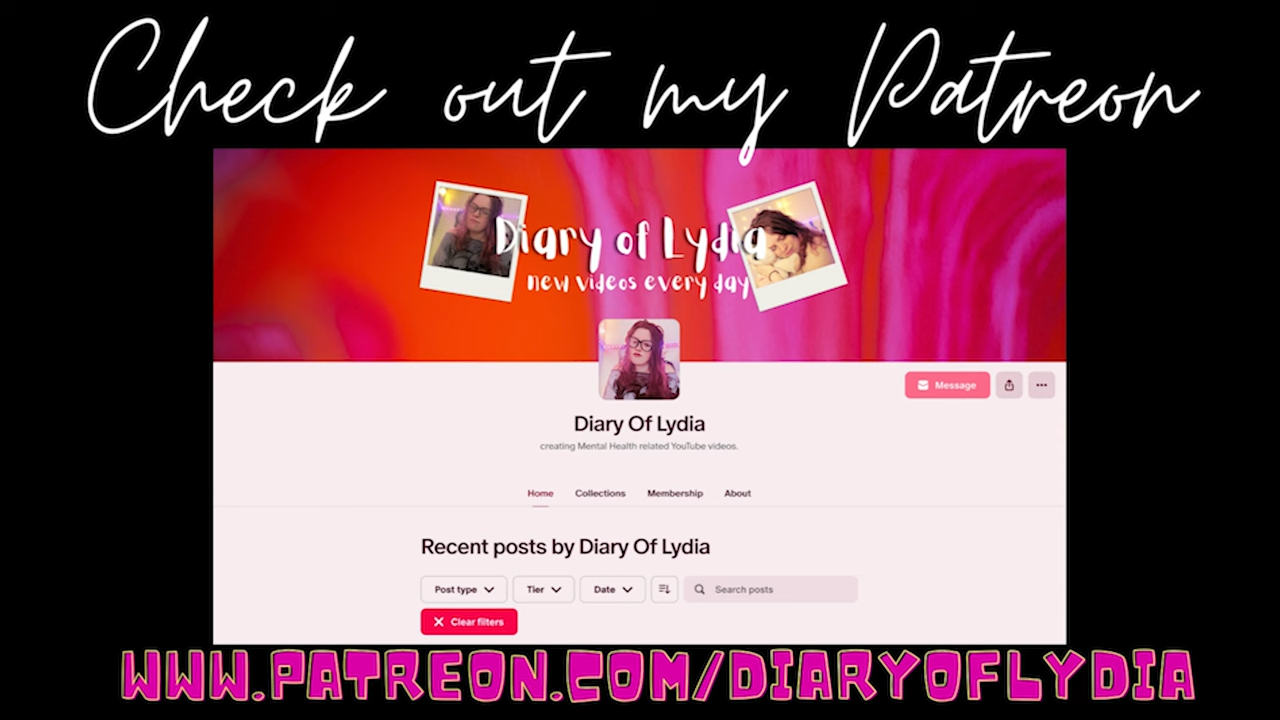 Check out my Patreon
Diary of Lydia
new videos every day
Message
Diary Of Lydia
creating Mental Health related YouTube videos.
Home Collections Membership About
Recent posts by Diary Of Lydia
Post type Tier Date Search posts
Clear filters
WWW.PATREON.COM/DIARYOFLYDIA